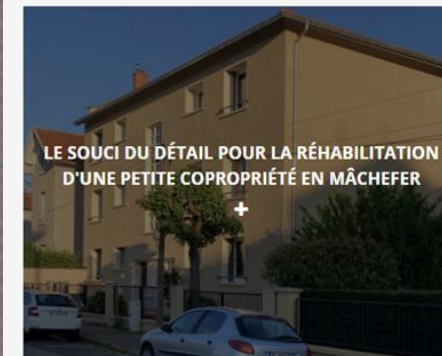 LE SOUCI DU DÉTAIL POUR LA RÉHABILITATION
D'UNE PETITE COPROPRIÉTÉ EN MÂCHEFER
+